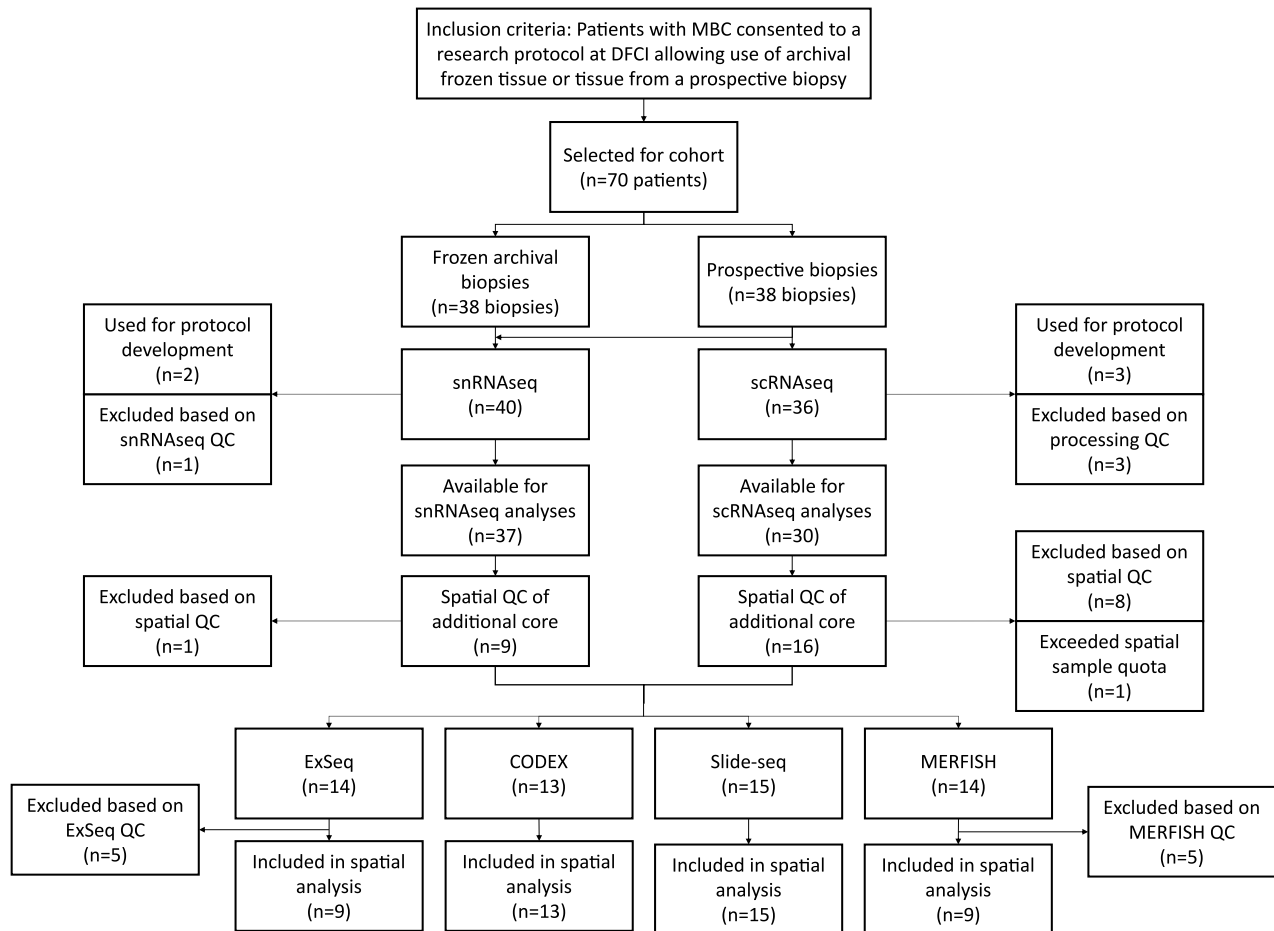 Inclusion criteria: Patients with MBC consented to a
research protocol at DFCI allowing use of archival
frozen tissue or tissue from a prospective biopsy
Selected for cohort
(n=70 patients)
Frozen archival
biopsies
(n=38 biopsies)
Prospective biopsies
(n=38 biopsies)
Used for protocol
development
(n=2)
Excluded based on
snRNAseq QC
(n=1)
snRNAseq
(n=40)
scRNAseq
(n=36)
Used for protocol
development
(n=3)
Excluded based on
processing QC
(n=3)
Available for
snRNAseq analyses
(n=37)
Available for
scRNAseq analyses
(n=30)
Excluded based on
spatial QC
(n=1)
Spatial QC of
additional core
(n=9)
Spatial QC of
additional core
(n=16)
Excluded based on
spatial QC
(n=8)
Exceeded spatial
sample quota
(n=1)
ExSeq
(n=14)
CODEX
(n=13)
Slide-seq
(n=15)
MERFISH
(n=14)
Excluded based on
ExSeq QC
(n=5)
Excluded based on
MERFISH QC
(n=5)
Included in spatial
analysis
(n=9)
Included in spatial
analysis
(n=13)
Included in spatial
analysis
(n=15)
Included in spatial
analysis
(n=9)